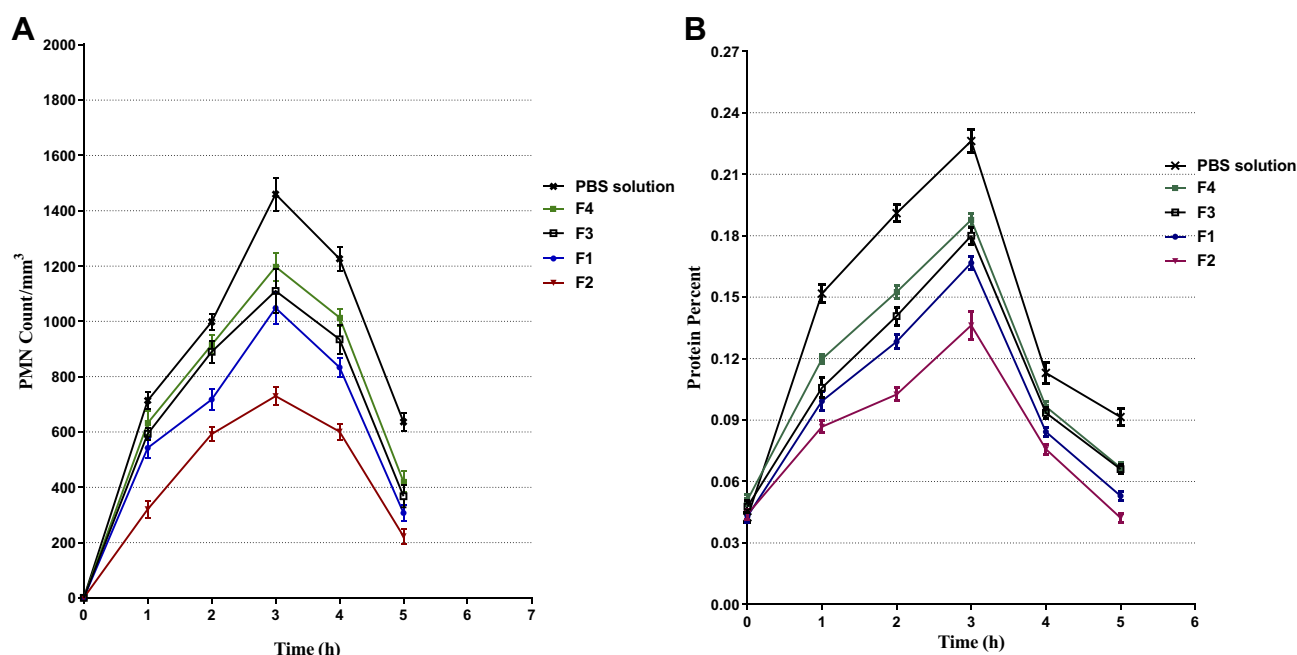 A
2000
1800
1600
1400
1200
1000
800
600
400
200
0
PMN Count/mm³
0 1 2 3 4 5 6 7
Time (h)
PBS solution
F4
F3
F1
F2
B
0.27
0.24
0.21
0.18
0.15
0.12
0.09
0.06
0.03
0.00
Protein Percent
0 1 2 3 4 5 6
Time (h)
PBS solution
F4
F3
F1
F2